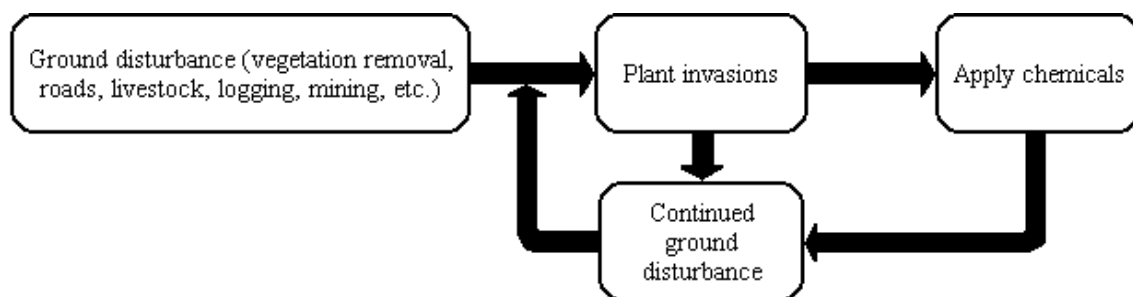 Ground disturbance (vegetation removal,
roads, livestock, logging, mining, etc.)
Plant invasions
Apply chemicals
Continued
ground
disturbance